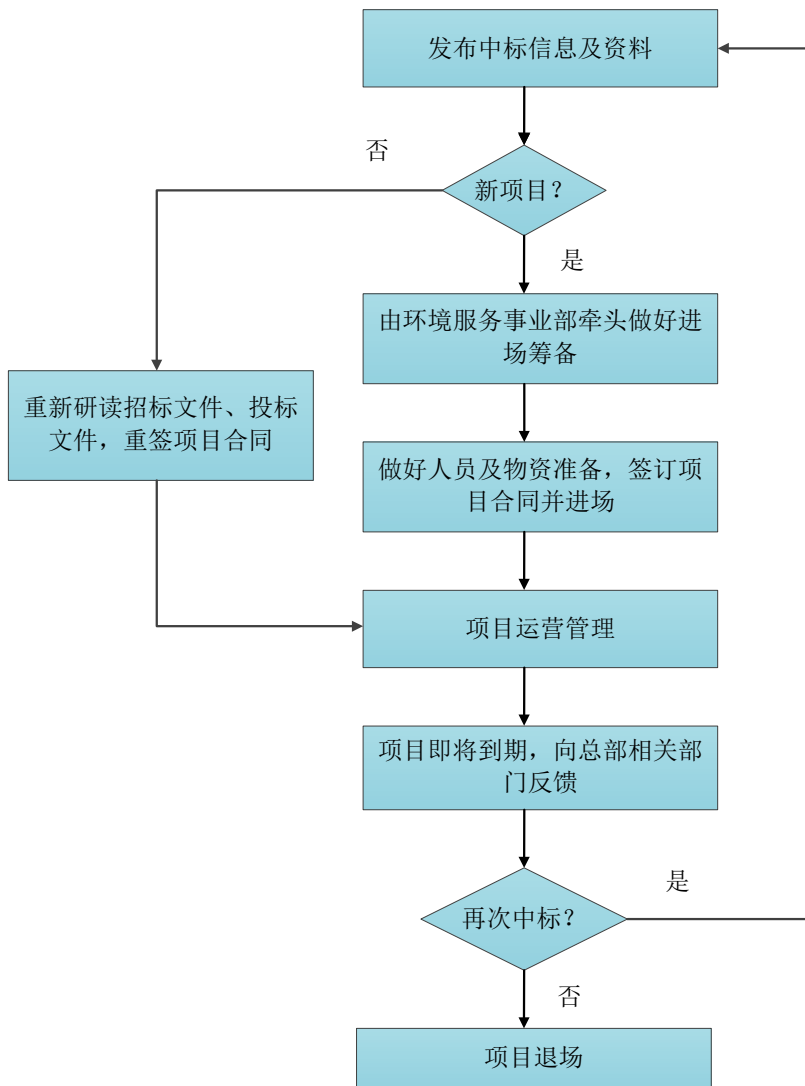 发布中标信息及资料
否
新项目？
是
由环境服务事业部牵头做好进
场筹备
重新研读招标文件、投标
文件，重签项目合同
做好人员及物资准备，签订项
目合同并进场
项目运营管理
项目即将到期，向总部相关部
门反馈
是
再次中标？
否
项目退场